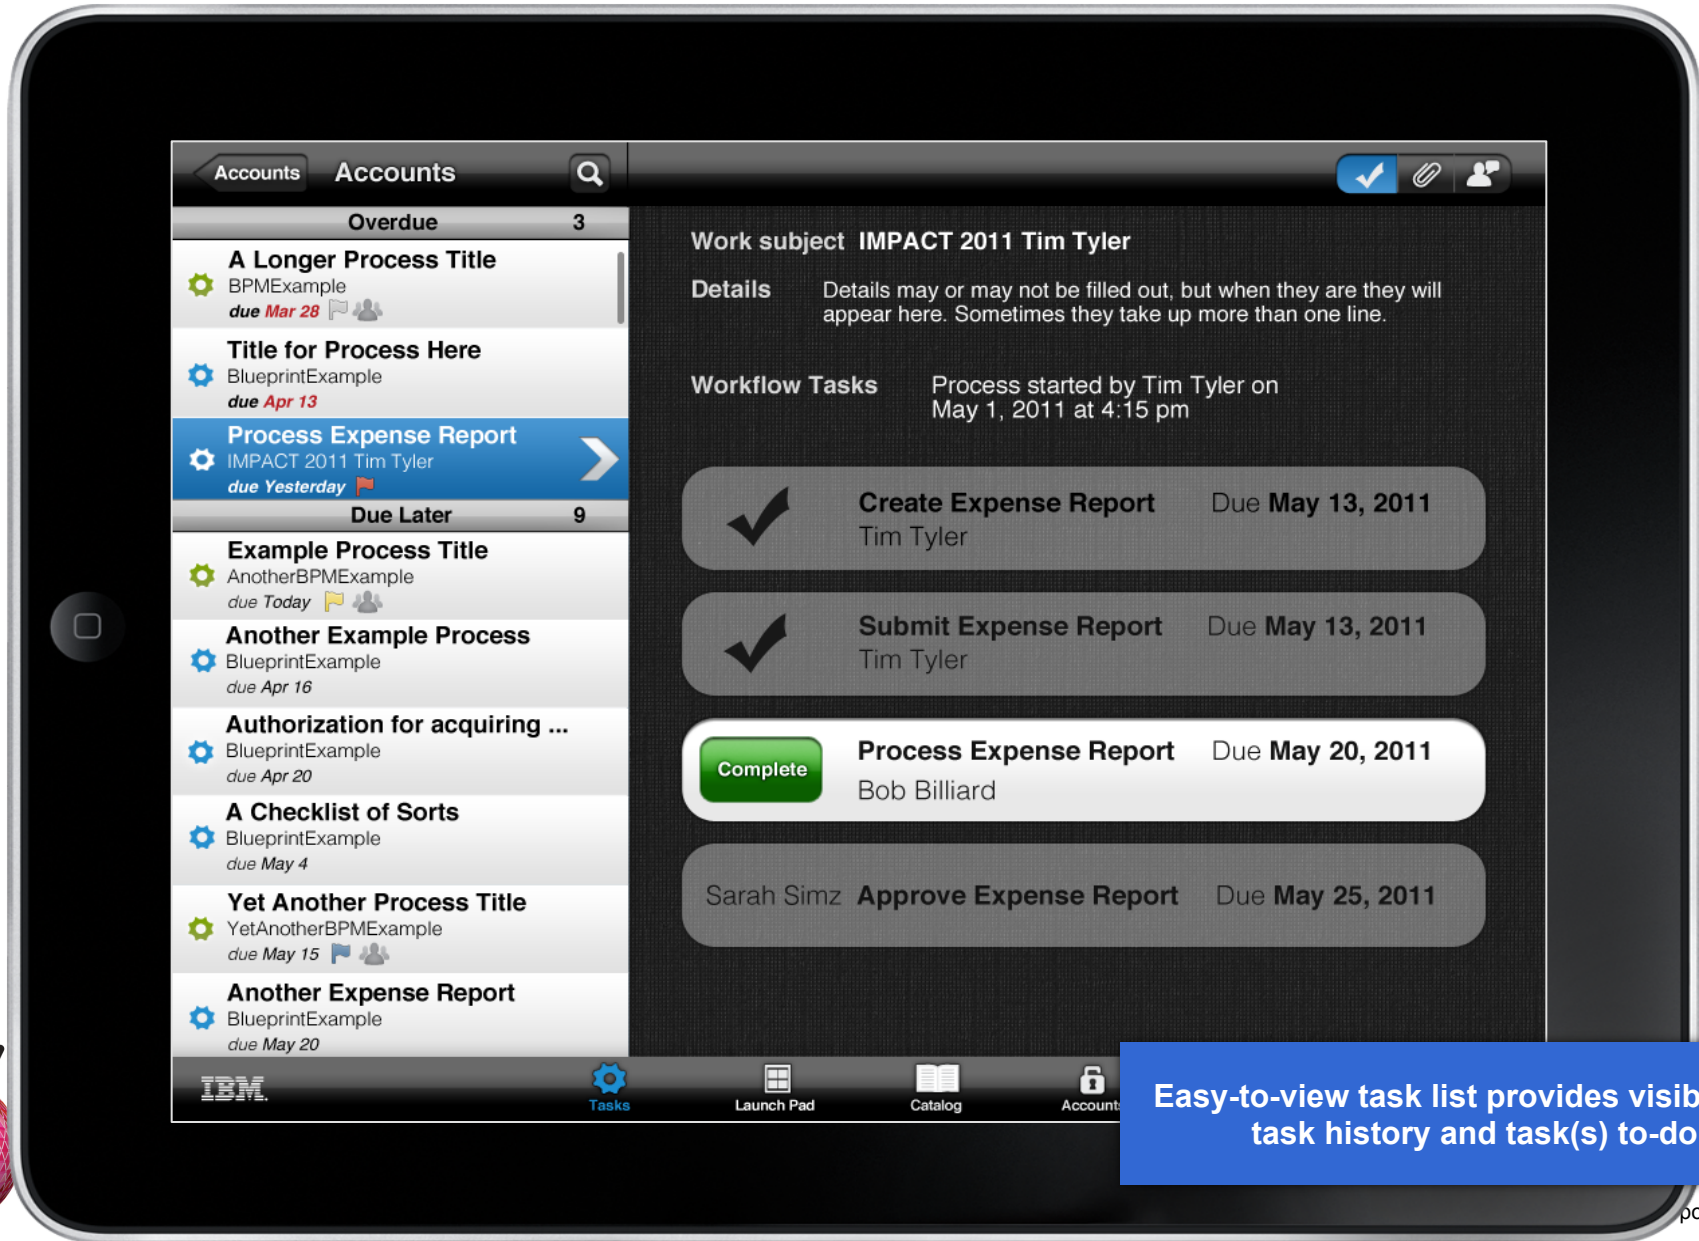 Accounts Accounts
Overdue 3
A Longer Process Title
BPMExample
due Mar 28
Title for Process Here
BlueprintExample
due Apr 13
Process Expense Report
IMPACT 2011 Tim Tyler
due Yesterday
Due Later 9
Example Process Title
AnotherBPMExample
due Today
Another Example Process
BlueprintExample
due Apr 16
Authorization for acquiring ...
BlueprintExample
due Apr 20
A Checklist of Sorts
BlueprintExample
due May 4
Yet Another Process Title
YetAnotherBPMExample
due May 15
Another Expense Report
BlueprintExample
due May 20
Work subject IMPACT 2011 Tim Tyler
Details Details may or may not be filled out, but when they are they will
appear here. Sometimes they take up more than one line.
Workflow Tasks Process started by Tim Tyler on
May 1, 2011 at 4:15 pm
Create Expense Report Due May 13, 2011
Tim Tyler
Submit Expense Report Due May 13, 2011
Tim Tyler
Complete Process Expense Report Due May 20, 2011
Bob Billiard
Sarah Simz Approve Expense Report Due May 25, 2011
IBM. Tasks Launch Pad Catalog Account
Easy-to-view task list provides visib
task history and task(s) to-do